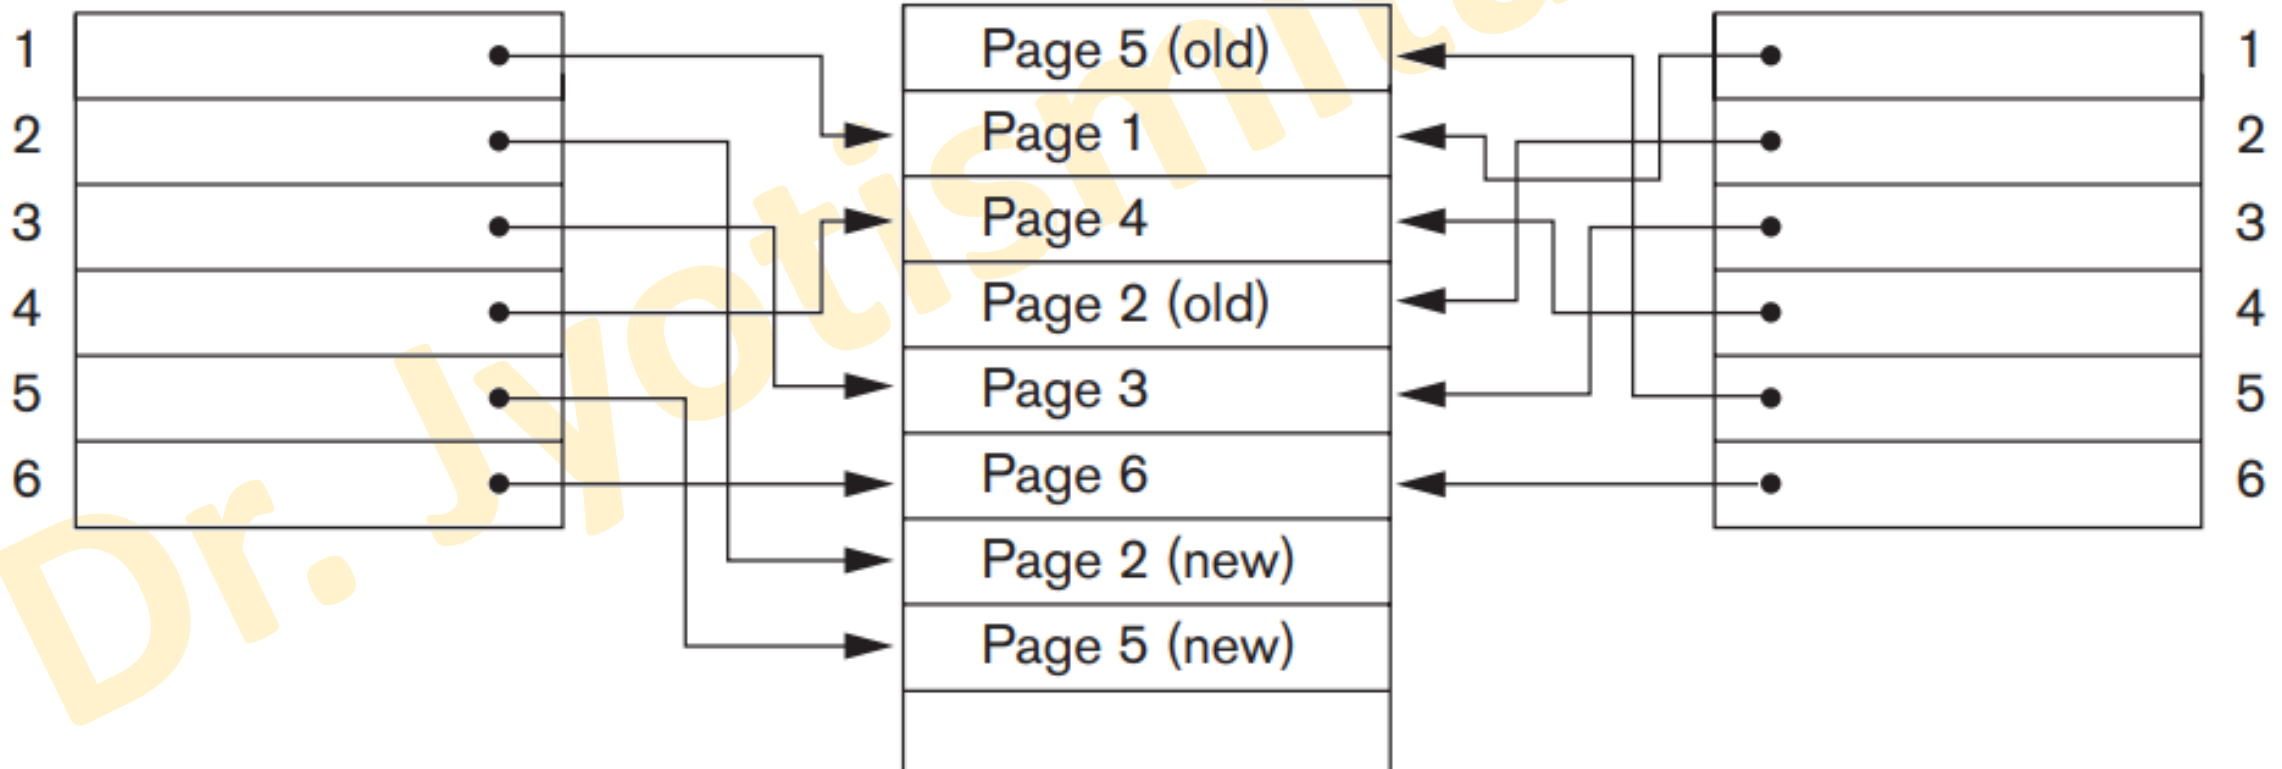 1 Page 5 (old) 1
2 Page 1 2
3 Page 4 3
4 Page 2 (old) 4
5 Page 3 5
6 Page 6 6
Page 2 (new)
Page 5 (new)
Dr. Jyotismita